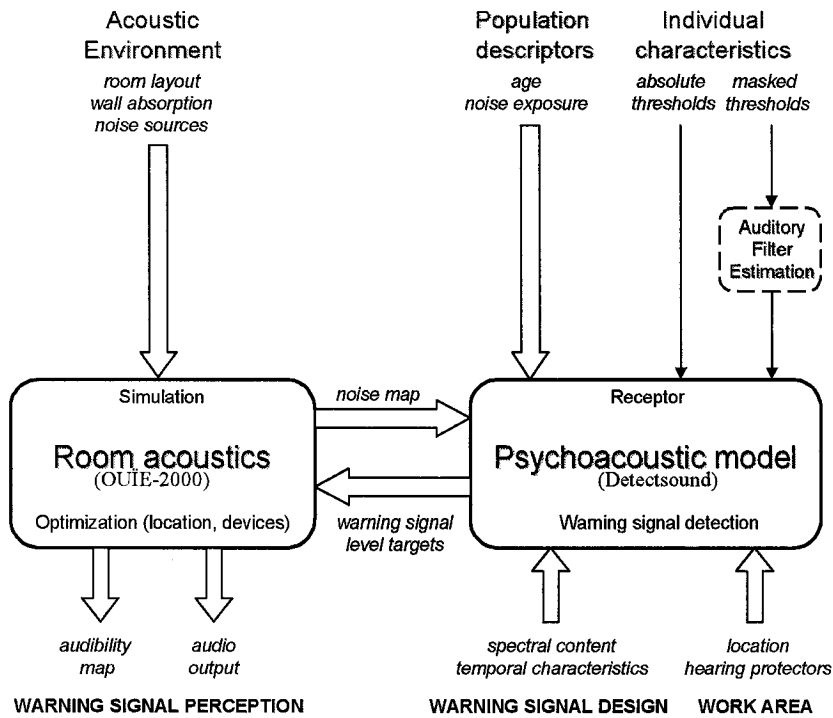 Acoustic
Environment
room layout
wall absorption
noise sources
Population
descriptors
age
noise exposure
Individual
characteristics
absolute
thresholds
masked
thresholds
Auditory
Filter
Estimation
Simulation
Room acoustics
(OUÏE-2000)
Optimization (location, devices)
noise map
warning signal
level targets
Receptor
Psychoacoustic model
(Detectsound)
Warning signal detection
audibility
map
audio
output
spectral content
temporal characteristics
location
hearing protectors
WARNING SIGNAL PERCEPTION
WARNING SIGNAL DESIGN
WORK AREA